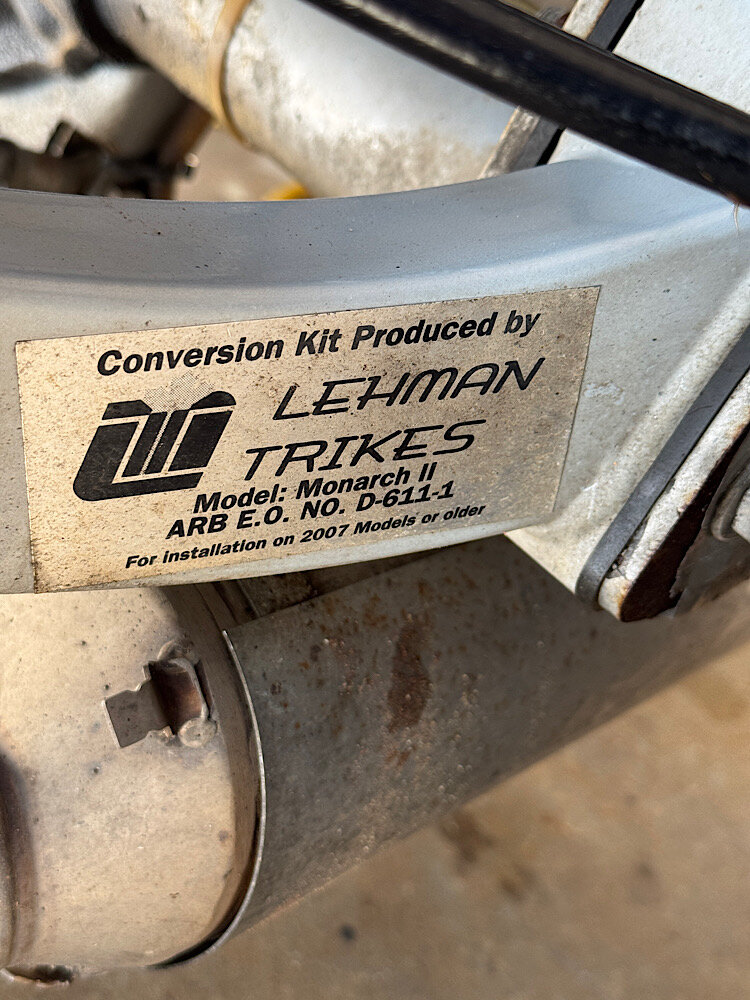 Conversion Kit Produced by
LEHMAN
TRIKES
Model: Monarch II
ARB E.O. NO. D-611-1
For installation on 2007 Models or older